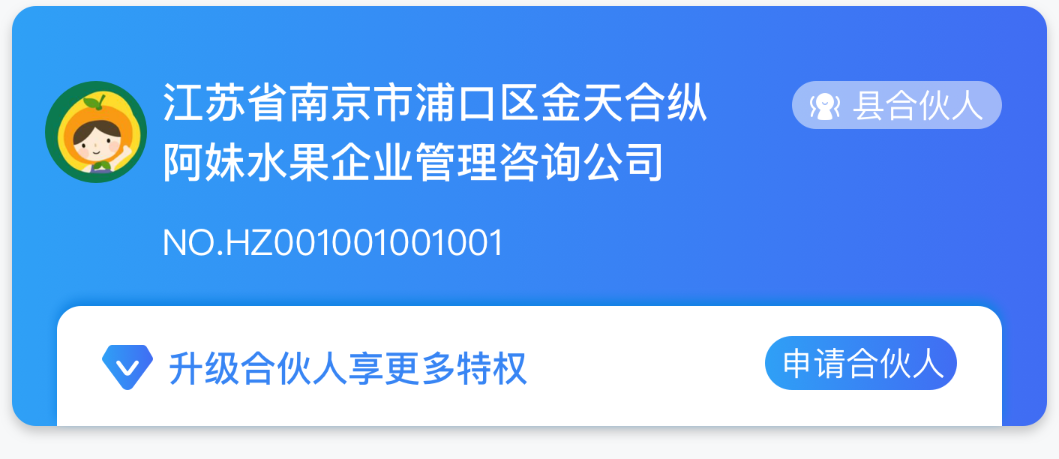 江苏省南京市浦口区金天合纵
阿妹水果企业管理咨询公司
县合伙人
NO.HZ001001001001
升级合伙人享更多特权
申请合伙人